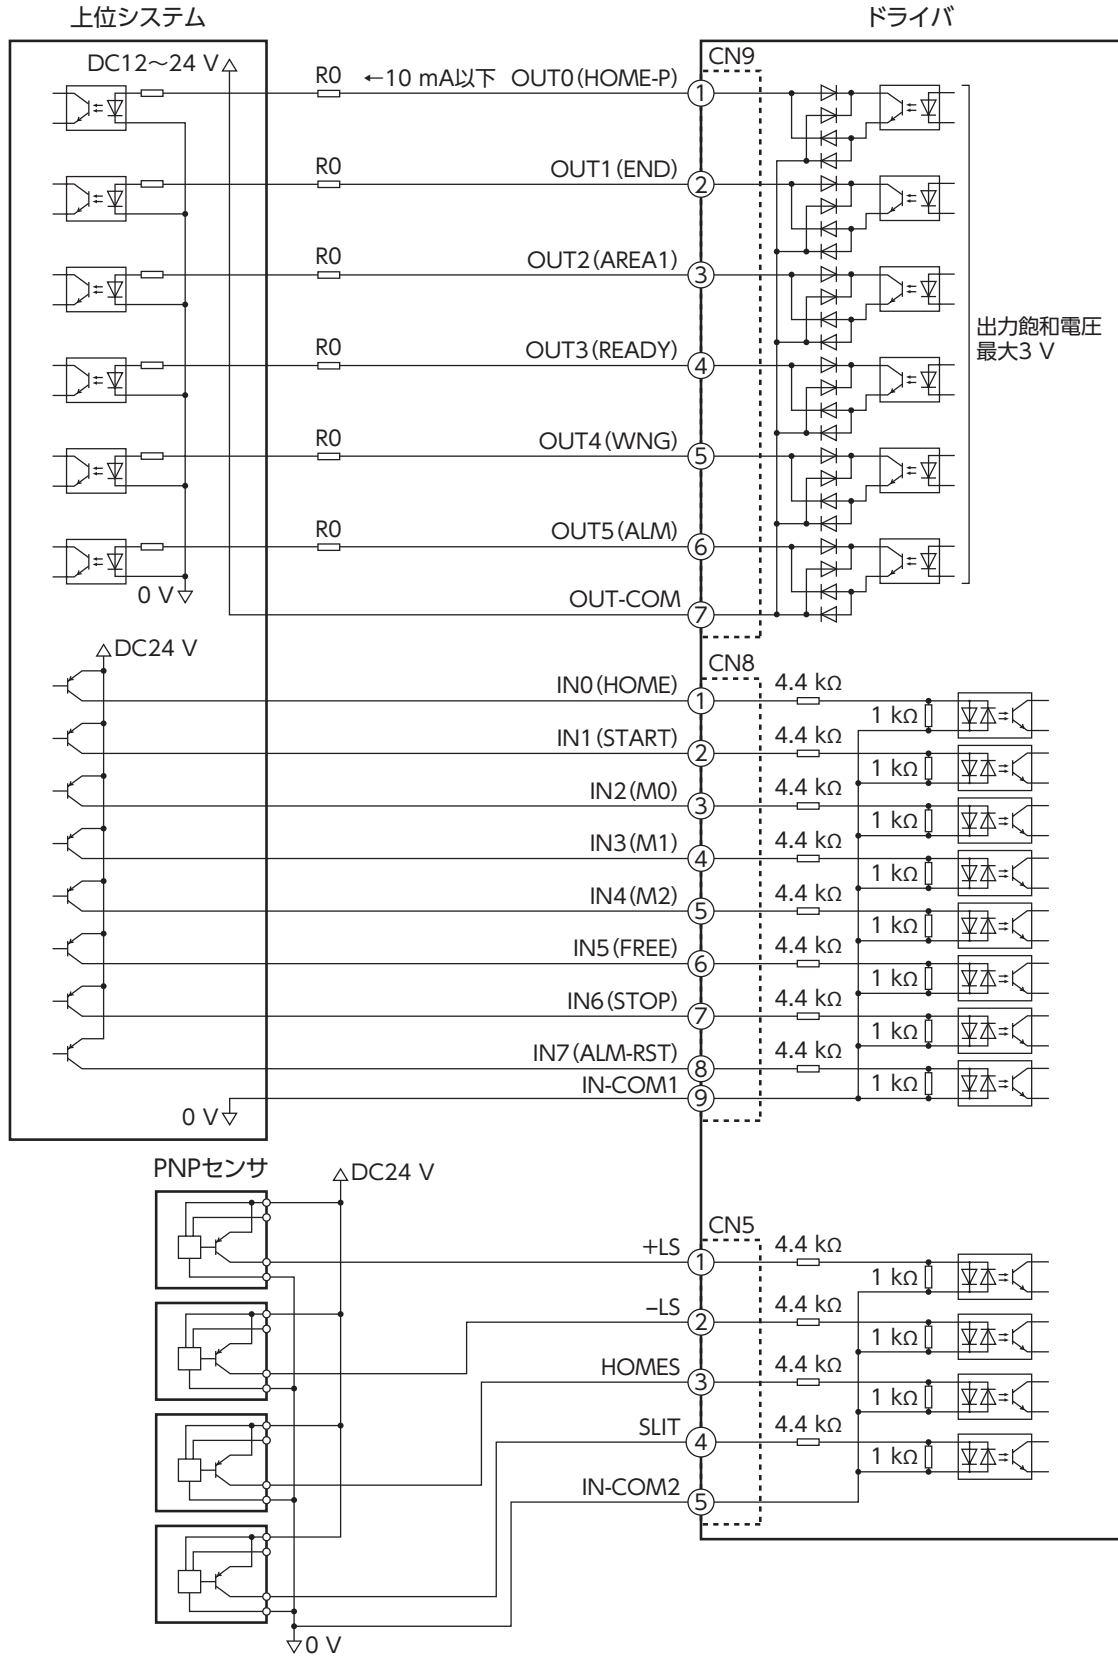 上位システム
ドライバ
DC12～24 V
R0
←10 mA以下
OUT0(HOME-P)
CN9
1
R0
OUT1(END)
2
R0
OUT2(AREA1)
3
出力飽和電圧
最大3 V
R0
OUT3(READY)
4
R0
OUT4(WNG)
5
R0
OUT5(ALM)
6
0 V
OUT-COM
7
DC24 V
CN8
IN0(HOME)
1
4.4 kΩ
1 kΩ
IN1(START)
2
4.4 kΩ
1 kΩ
IN2(M0)
3
4.4 kΩ
1 kΩ
IN3(M1)
4
4.4 kΩ
1 kΩ
IN4(M2)
5
4.4 kΩ
1 kΩ
IN5(FREE)
6
4.4 kΩ
1 kΩ
IN6(STOP)
7
4.4 kΩ
1 kΩ
IN7(ALM-RST)
8
4.4 kΩ
1 kΩ
IN-COM1
9
0 V
PNPセンサ
DC24 V
CN5
+LS
1
4.4 kΩ
1 kΩ
–LS
2
4.4 kΩ
1 kΩ
HOMES
3
4.4 kΩ
1 kΩ
SLIT
4
4.4 kΩ
1 kΩ
IN-COM2
5
0 V